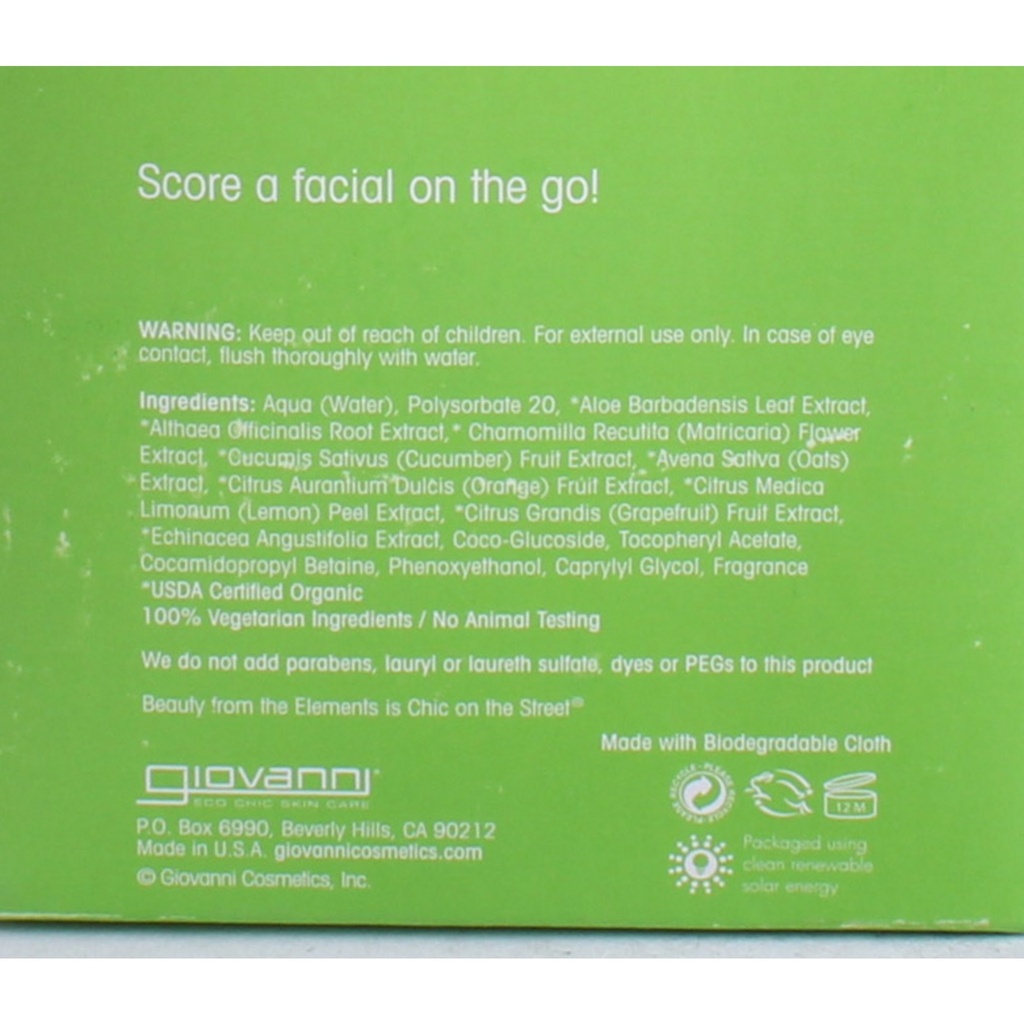 Score a facial on the go!
WARNING: Keep out of reach of children. For external use only. In case of eye
contact, flush thoroughly with water.
Ingredients: Aqua (Water), Polysorbate 20, *Aloe Barbadensis Leaf Extract,
*Althaea Officinalis Root Extract,* Chamomilla Recutita (Matricaria) Flower
Extract, *Cucumis Sativus (Cucumber) Fruit Extract, *Avena Sativa (Oats)
Extract, *Citrus Aurantium Dulcis (Orange) Fruit Extract, *Citrus Medica
Limonum (Lemon) Peel Extract, *Citrus Grandis (Grapefruit) Fruit Extract,
*Echinacea Angustifolia Extract, Coco-Glucoside, Tocopheryl Acetate,
Cocamidopropyl Betaine, Phenoxyethanol, Caprylyl Glycol, Fragrance
*USDA Certified Organic
100% Vegetarian Ingredients / No Animal Testing
We do not add parabens, lauryl or laureth sulfate, dyes or PEGs to this product
Beauty from the Elements is Chic on the Street®
Made with Biodegradable Cloth
giovanni
ECO CHIC SKIN CARE
P.O. Box 6990, Beverly Hills, CA 90212
Made in U.S.A. giovannicosmetics.com
© Giovanni Cosmetics, Inc.
RECYCLE • PLEASE RECYCLE • PLEASE
12 M
Packaged using
clean renewable
solar energy